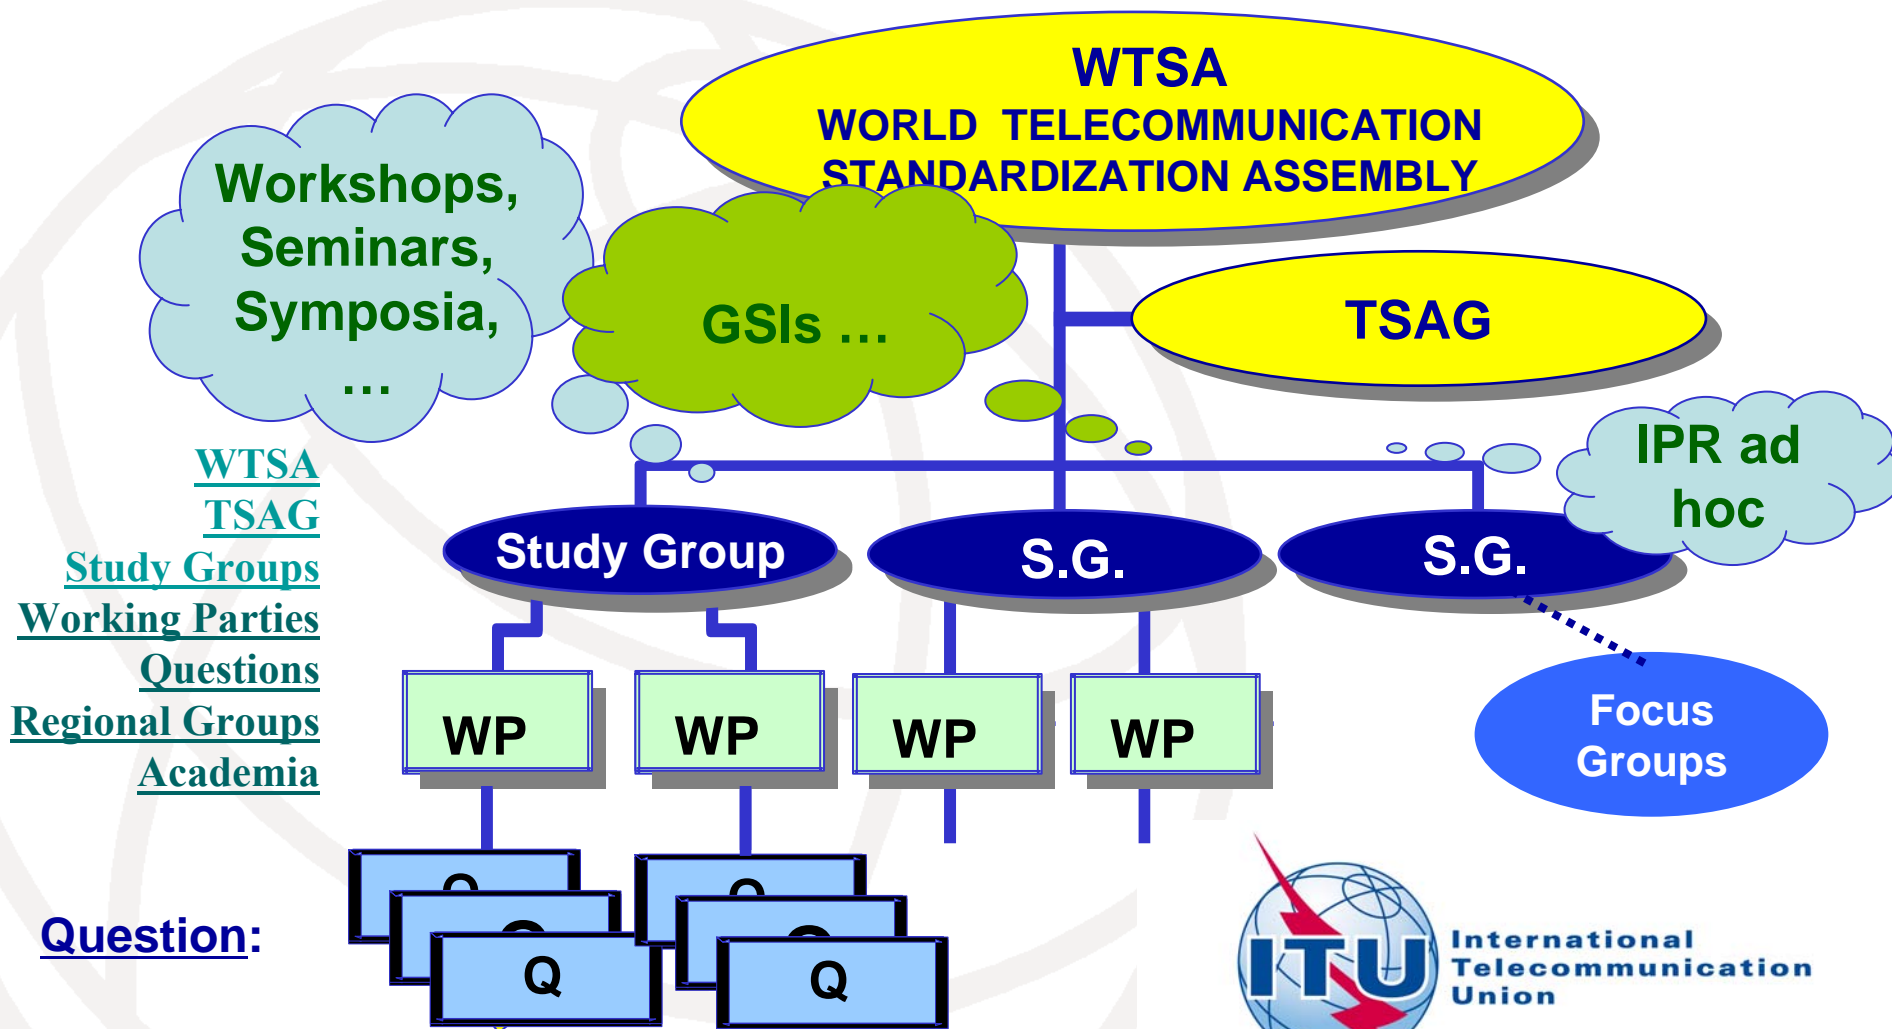 WTSA
WORLD TELECOMMUNICATION
STANDARDIZATION ASSEMBLY
Workshops,
Seminars,
Symposia,
…
GSIs …
TSAG
IPR ad
hoc
WTSA
TSAG
Study Groups
Working Parties
Questions
Regional Groups
Academia
Study Group
S.G.
S.G.
WP
WP
WP
WP
Focus
Groups
Q
Q
Q
Q
Q
Q
Question:
ITU
International
Telecommunication
Union